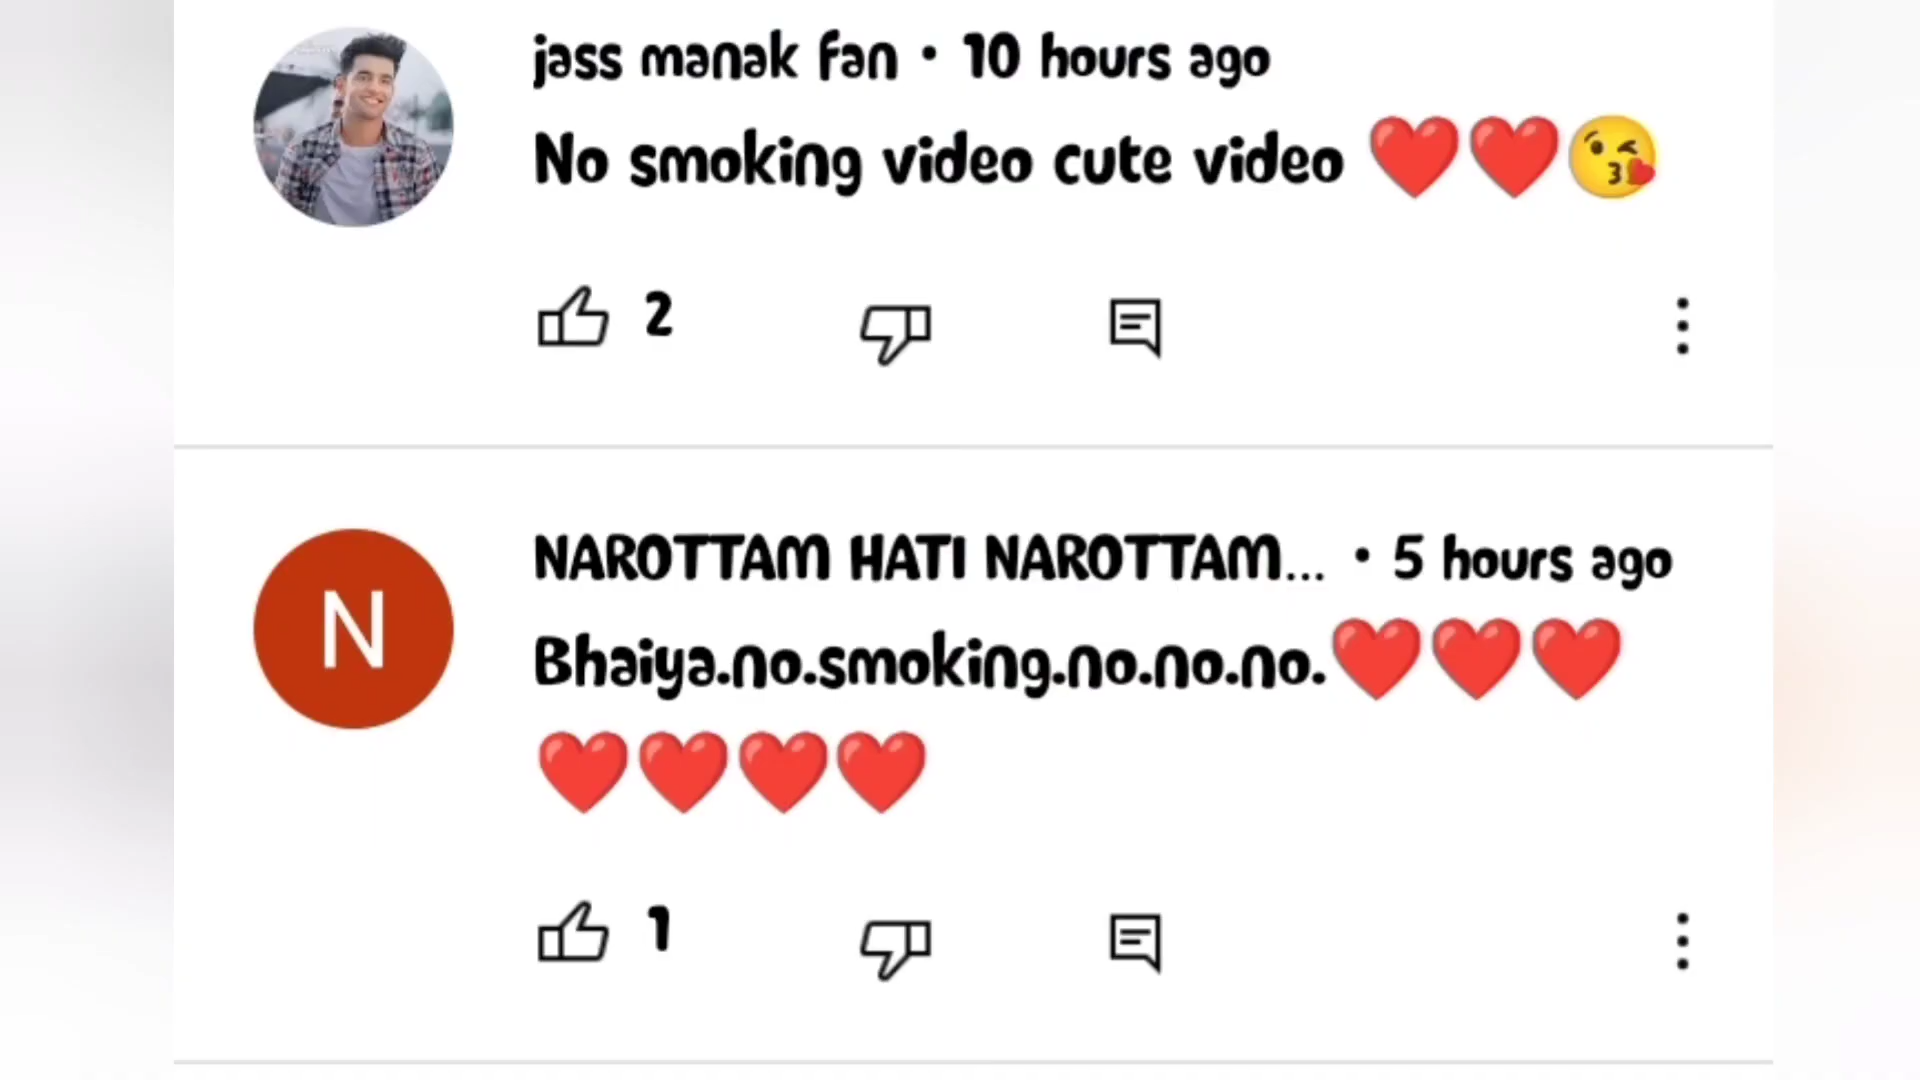 jass manak fan • 10 hours ago
No smoking video cute video ❤️❤️😘
2
N
NAROTTAM HATI NAROTTAM... • 5 hours ago
Bhaiya.no.smoking.no.no.no.❤️❤️❤️
❤️❤️❤️❤️
1